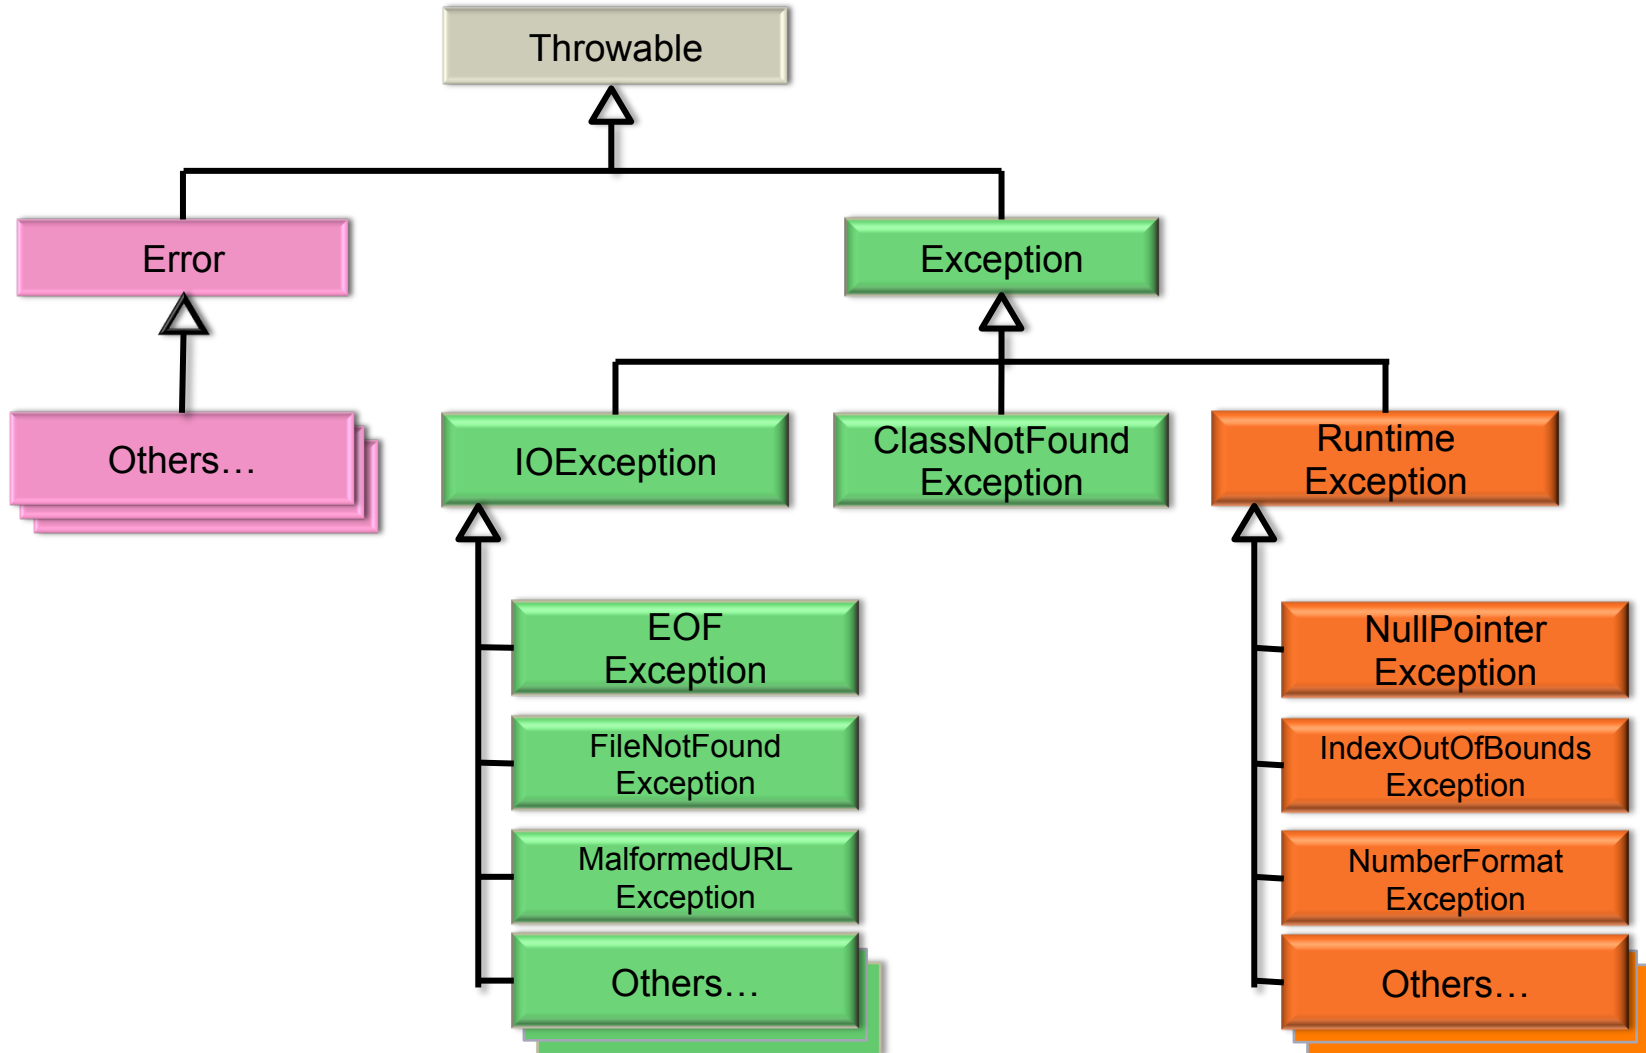 Throwable
Error
Exception
Others…
IOException
ClassNotFound
Exception
Runtime
Exception
EOF
Exception
FileNotFound
Exception
MalformedURL
Exception
Others…
NullPointer
Exception
IndexOutOfBounds
Exception
NumberFormat
Exception
Others…